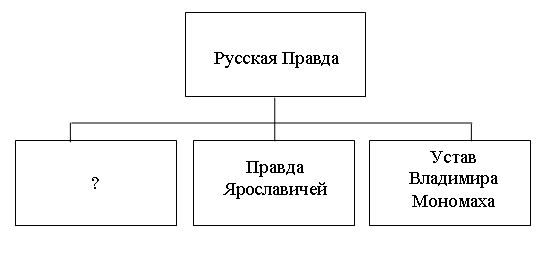 Русская Правда
?
Правда
Ярославичей
Устав
Владимира
Мономаха